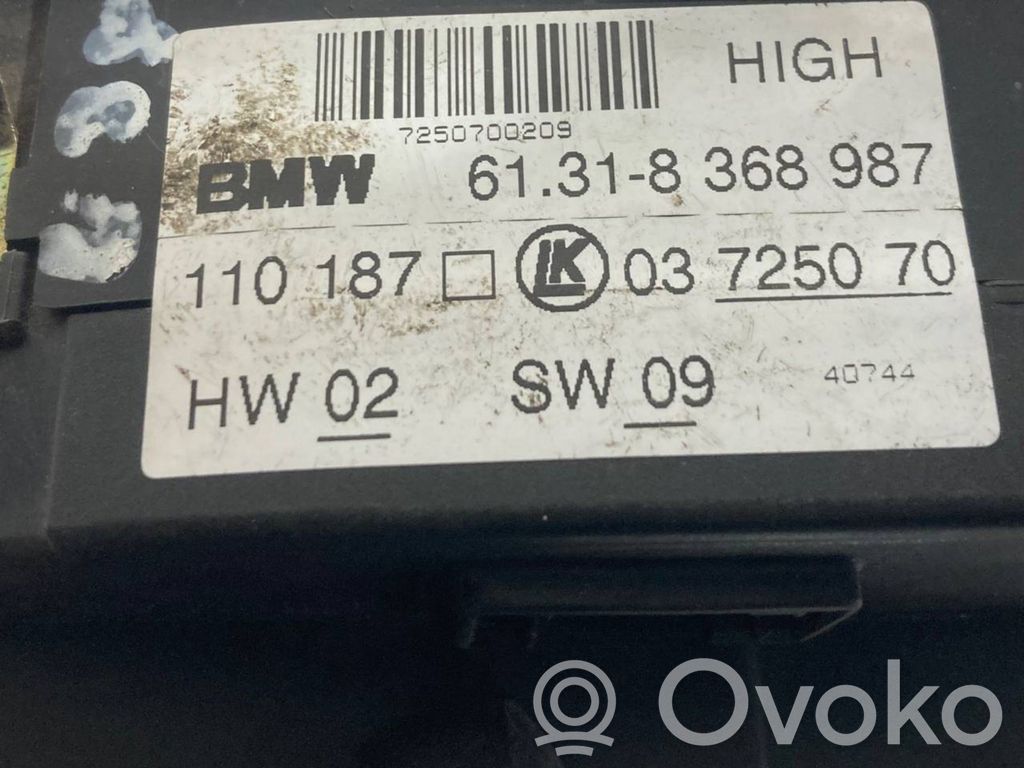 HIGH
7250700209
BMW 61.31-8 368 987
110 187 LK 03 7250 70
HW 02 SW 09 40744
Ovoko